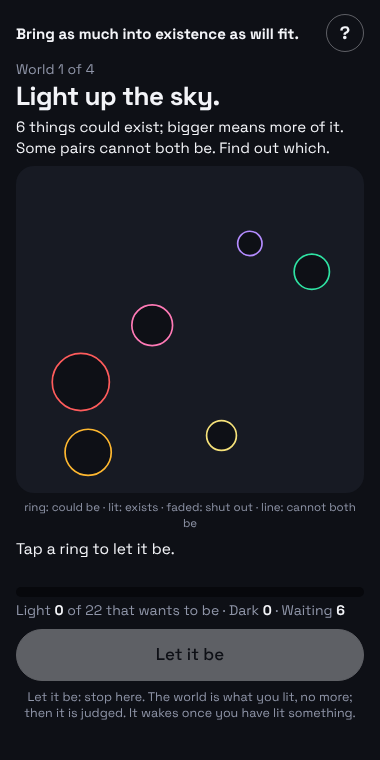 Bring as much into existence as will fit.
?
World 1 of 4
Light up the sky.
6 things could exist; bigger means more of it.
Some pairs cannot both be. Find out which.
ring: could be · lit: exists · faded: shut out · line: cannot both
be
Tap a ring to let it be.
Light 0 of 22 that wants to be · Dark 0 · Waiting 6
Let it be
Let it be: stop here. The world is what you lit, no more;
then it is judged. It wakes once you have lit something.